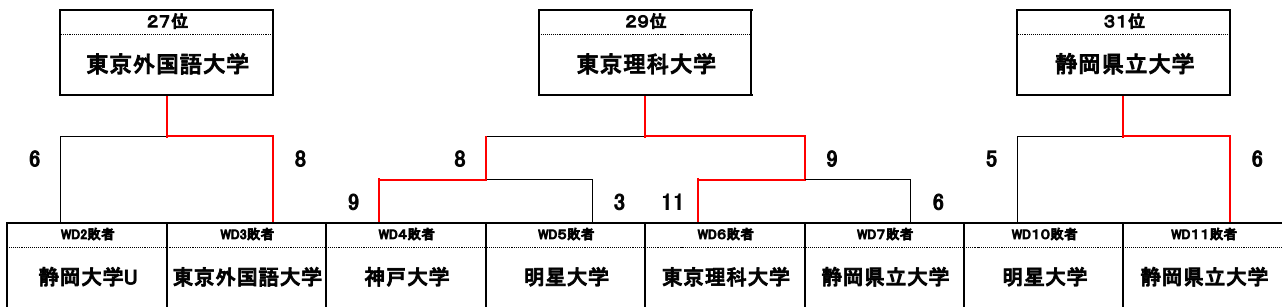 27位
29位
31位
東京外国語大学
東京理科大学
静岡県立大学
6
8
8
9
5
6
9
3
11
6
WD2敗者
WD3敗者
WD4敗者
WD5敗者
WD6敗者
WD7敗者
WD10敗者
WD11敗者
静岡大学U
東京外国語大学
神戸大学
明星大学
東京理科大学
静岡県立大学
明星大学
静岡県立大学